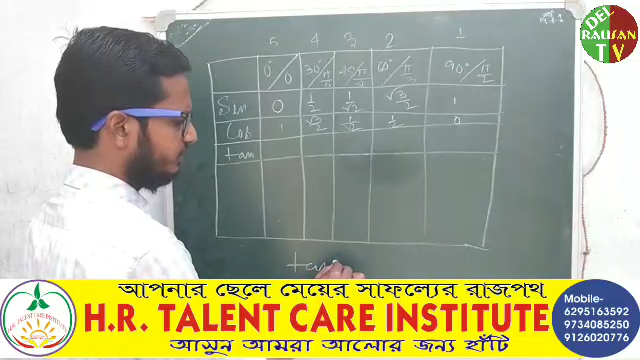 DEL
RAUSAN
TV
5 4 3 2 1
0°/0 30°/π/6 45°/π/4 60°/π/3 90°/π/2
Sin 0 1/2 1/√2 √3/2 1
Cos 1 √3/2 1/√2 1/2 0
tan
tan
আপনার ছেলে মেয়ের সাফল্যের রাজপথ
H.R. TALENT CARE INSTITUTE
আসুন আমরা আলোর জন্য হাঁটি
Mobile-
6295163592
9734085250
9126020776